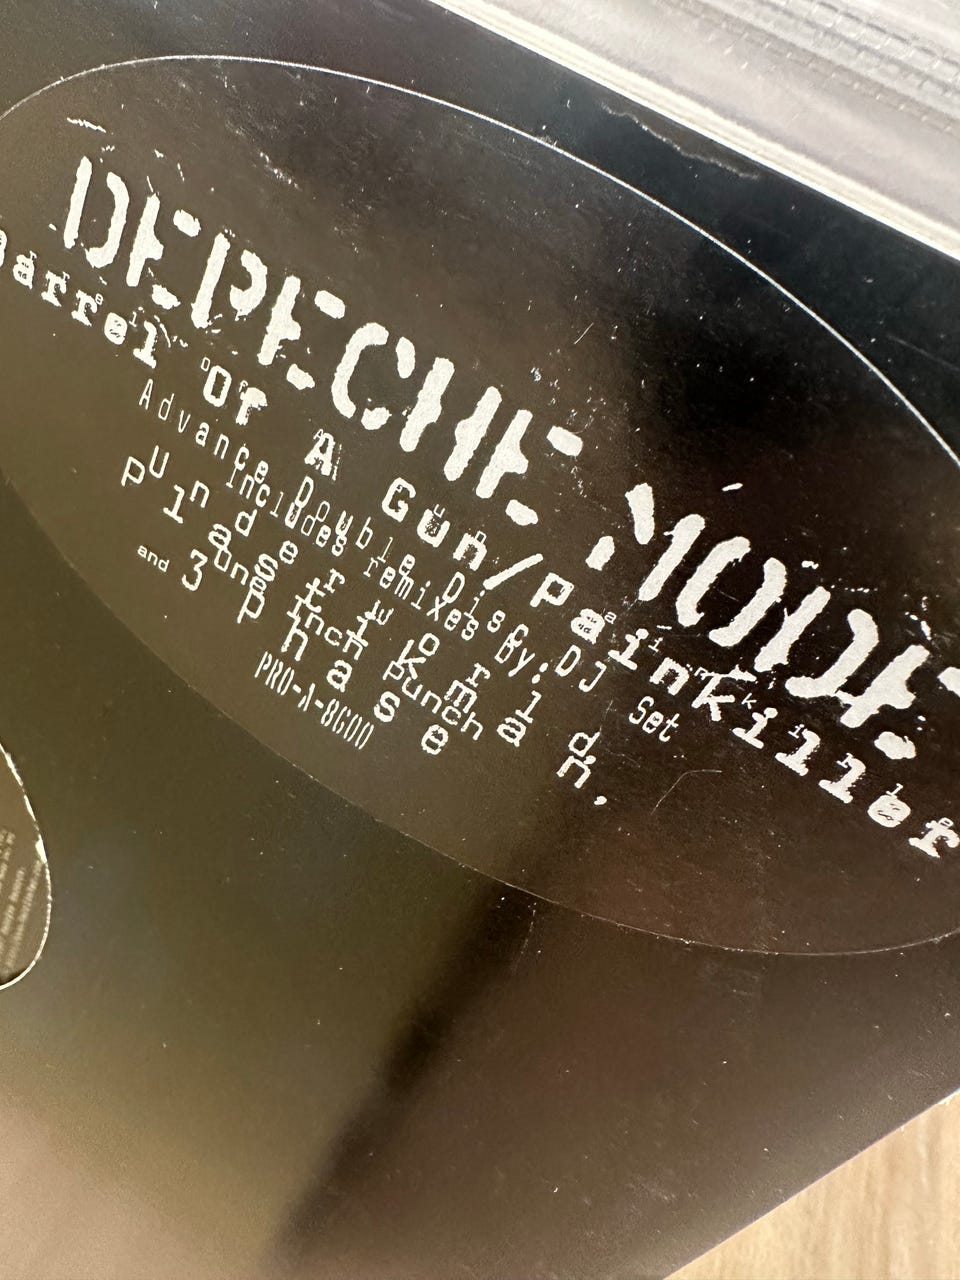 DEPECHE MODE
Barrel Of A Gun/Painkiller
Advance Double Disc Set
Includes remixes By: DJ
Underworld,
Plastikman,
One Inch Punch
and 3 Phase
PRO-A-8600